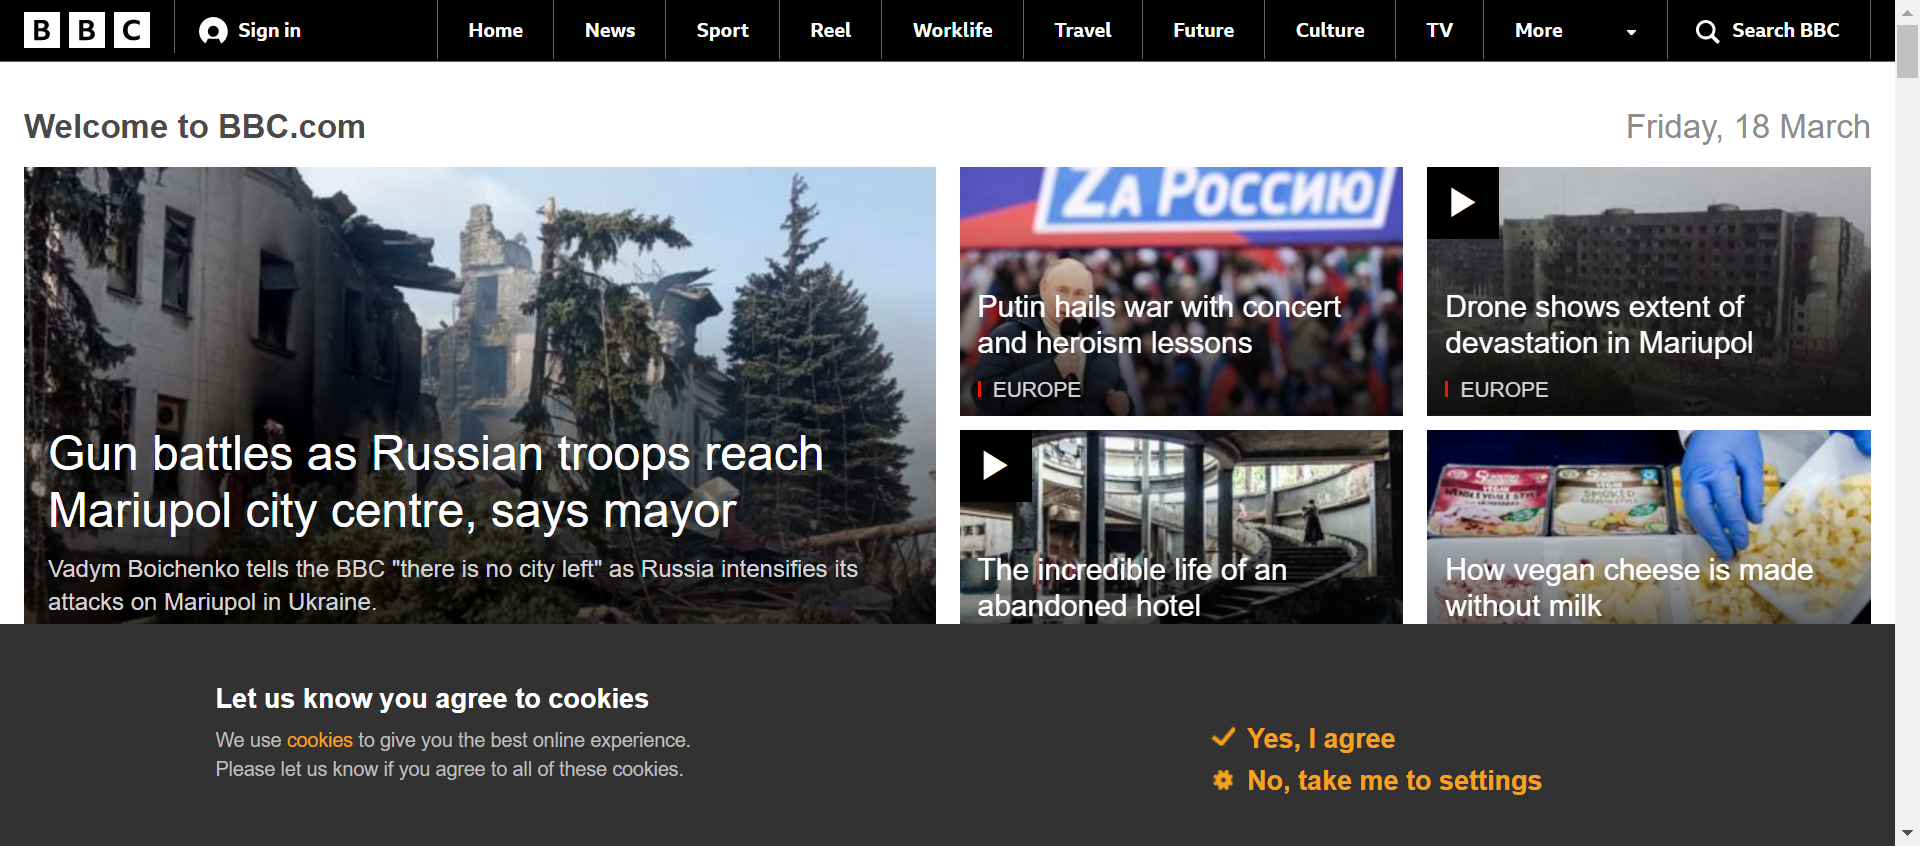 BBC
Sign in
Home
News
Sport
Reel
Worklife
Travel
Future
Culture
TV
More
Search BBC
Welcome to BBC.com
Friday, 18 March
Gun battles as Russian troops reach
Mariupol city centre, says mayor
Vadym Boichenko tells the BBC "there is no city left" as Russia intensifies its
attacks on Mariupol in Ukraine.
Zа Россию
Putin hails war with concert
and heroism lessons
EUROPE
Drone shows extent of
devastation in Mariupol
EUROPE
The incredible life of an
abandoned hotel
VEGAN
WENSLEYDALE STYLE
VEGAN
SMOKED
How vegan cheese is made
without milk
Let us know you agree to cookies
We use cookies to give you the best online experience.
Please let us know if you agree to all of these cookies.
Yes, I agree
No, take me to settings